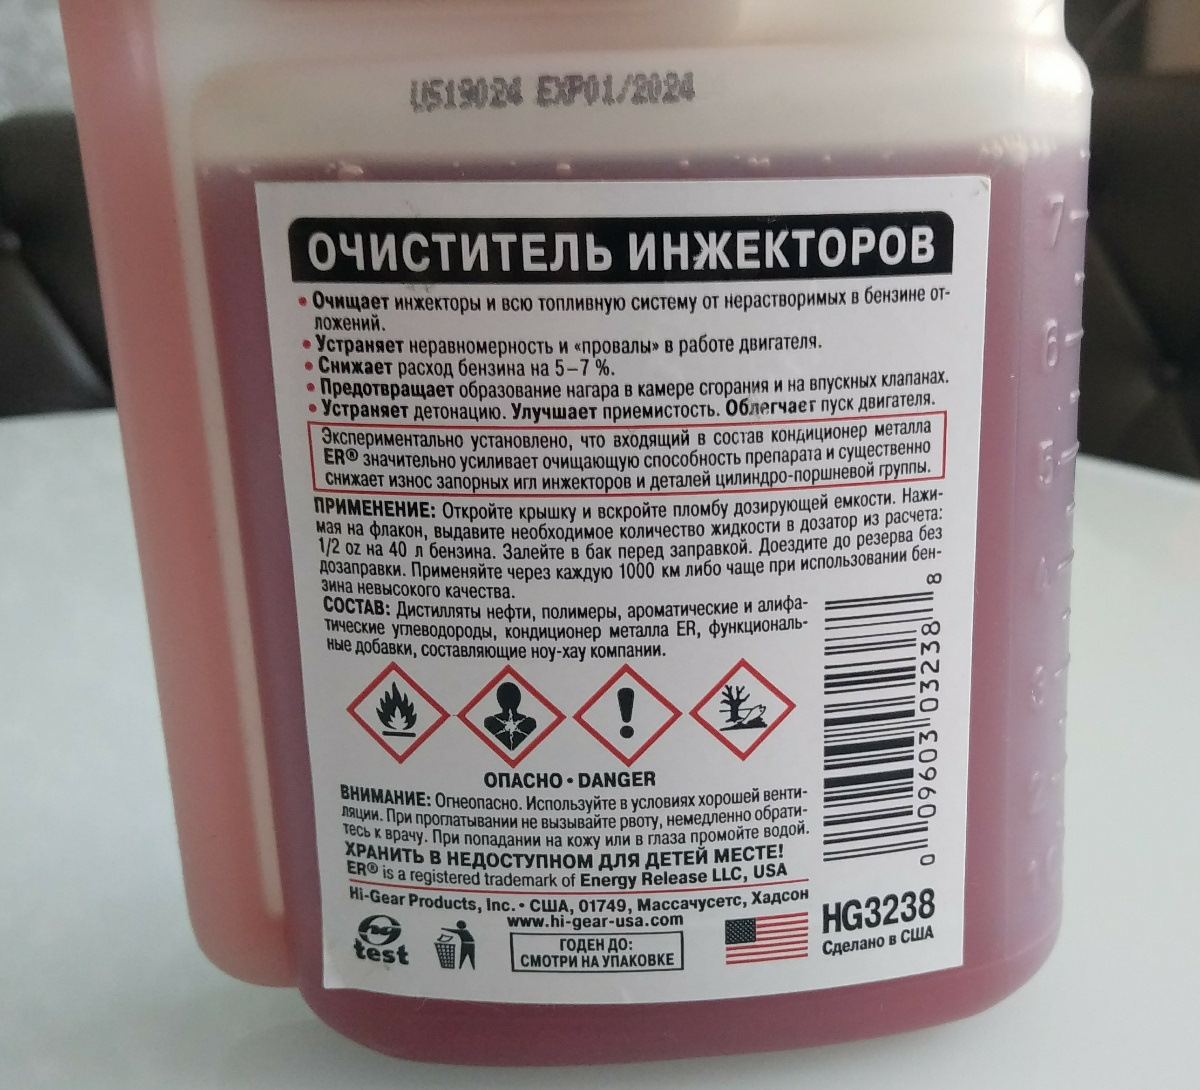 US19024 EXP01/2024
ОЧИСТИТЕЛЬ ИНЖЕКТОРОВ
• Очищает инжекторы и всю топливную систему от нерастворимых в бензине от-
ложений.
• Устраняет неравномерность и «провалы» в работе двигателя.
• Снижает расход бензина на 5–7 %.
• Предотвращает образование нагара в камере сгорания и на впускных клапанах.
• Устраняет детонацию. Улучшает приемистость. Облегчает пуск двигателя.
Экспериментально установлено, что входящий в состав кондиционер металла
ER® значительно усиливает очищающую способность препарата и существенно
снижает износ запорных игл инжекторов и деталей цилиндро-поршневой группы.
ПРИМЕНЕНИЕ: Откройте крышку и вскройте пломбу дозирующей емкости. Нажи-
мая на флакон, выдавите необходимое количество жидкости в дозатор из расчета:
1/2 oz на 40 л бензина. Залейте в бак перед заправкой. Доездите до резерва без
дозаправки. Применяйте через каждую 1000 км либо чаще при использовании бен-
зина невысокого качества.
СОСТАВ: Дистилляты нефти, полимеры, ароматические и алифа-
тические углеводороды, кондиционер металла ER, функциональ-
ные добавки, составляющие ноу-хау компании.
ОПАСНО • DANGER
ВНИМАНИЕ: Огнеопасно. Используйте в условиях хорошей венти-
ляции. При проглатывании не вызывайте рвоту, немедленно обрати-
тесь к врачу. При попадании на кожу или в глаза промойте водой.
ХРАНИТЬ В НЕДОСТУПНОМ ДЛЯ ДЕТЕЙ МЕСТЕ!
ER® is a registered trademark of Energy Release LLC, USA
Hi-Gear Products, Inc. • США, 01749, Массачусетс, Хадсон
www.hi-gear-usa.com
hg
test
ГОДЕН ДО:
СМОТРИ НА УПАКОВКЕ
0 09603 03238 8
HG3238
Сделано в США
7
6
5
4
3
2